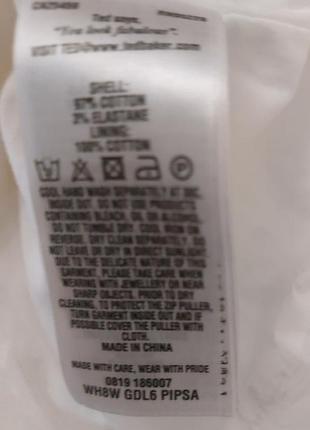 CA25498
Ted says,
"You look fabulous":
VISIT TED@www.tedbaker.com
SHELL:
97% COTTON
3% ELASTANE
LINING:
100% COTTON
COOL HAND WASH SEPARATELY AT 30C.
INSIDE OUT. DO NOT USE PRODUCTS
CONTAINING BLEACH, OIL OR ALCOHOL.
DO NOT TUMBLE DRY. COOL IRON ON
REVERSE. DRY CLEAN SEPARATELY. DO
NOT LEAVE OR DRY IN DIRECT SUNLIGHT
DUE TO THE DELICATE NATURE OF THIS
GARMENT. PLEASE TAKE CARE WHEN
WEARING WITH JEWELLERY OR NEAR
SHARP OBJECTS. PRIOR TO DRY
CLEANING, TO PROTECT THE ZIP PULLER,
TURN GARMENT INSIDE OUT AND IF
POSSIBLE COVER THE PULLER WITH
CLOTH.
MADE IN CHINA
MADE WITH CARE, WEAR WITH PRIDE
0819 186007
WH8W GDL6 PIPSA